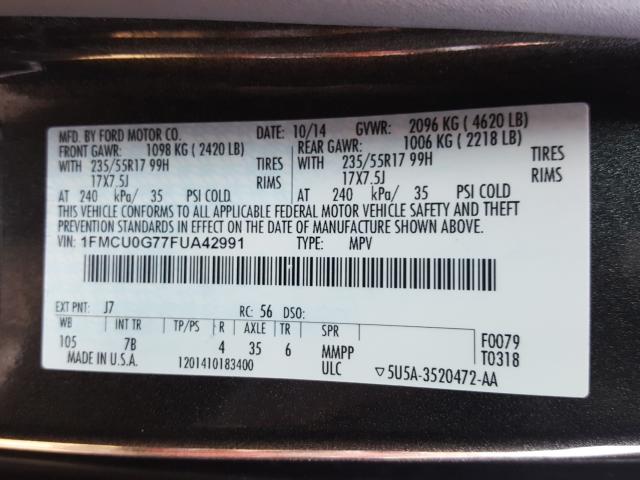 MFD. BY FORD MOTOR CO. DATE: 10/14 GVWR: 2096 KG ( 4620 LB)
FRONT GAWR: 1098 KG ( 2420 LB) REAR GAWR: 1006 KG ( 2218 LB)
WITH 235/55R17 99H TIRES 235/55R17 99H TIRES
17X7.5J RIMS WITH 17X7.5J RIMS
AT 240 kPa/ 35 PSI COLD AT 240 kPa/ 35 PSI COLD
THIS VEHICLE CONFORMS TO ALL APPLICABLE FEDERAL MOTOR VEHICLE SAFETY AND THEFT
PREVENTION STANDARDS IN EFFECT ON THE DATE OF MANUFACTURE SHOWN ABOVE.
VIN: 1FMCU0G77FUA42991 TYPE: MPV
EXT PNT: J7 RC: 56 DSO:
WB INT TR TP/PS R AXLE TR SPR F0079
105 7B 4 35 6 MMPP T0318
MADE IN U.S.A. 1201410183400 ULC ▽5U5A-3520472-AA